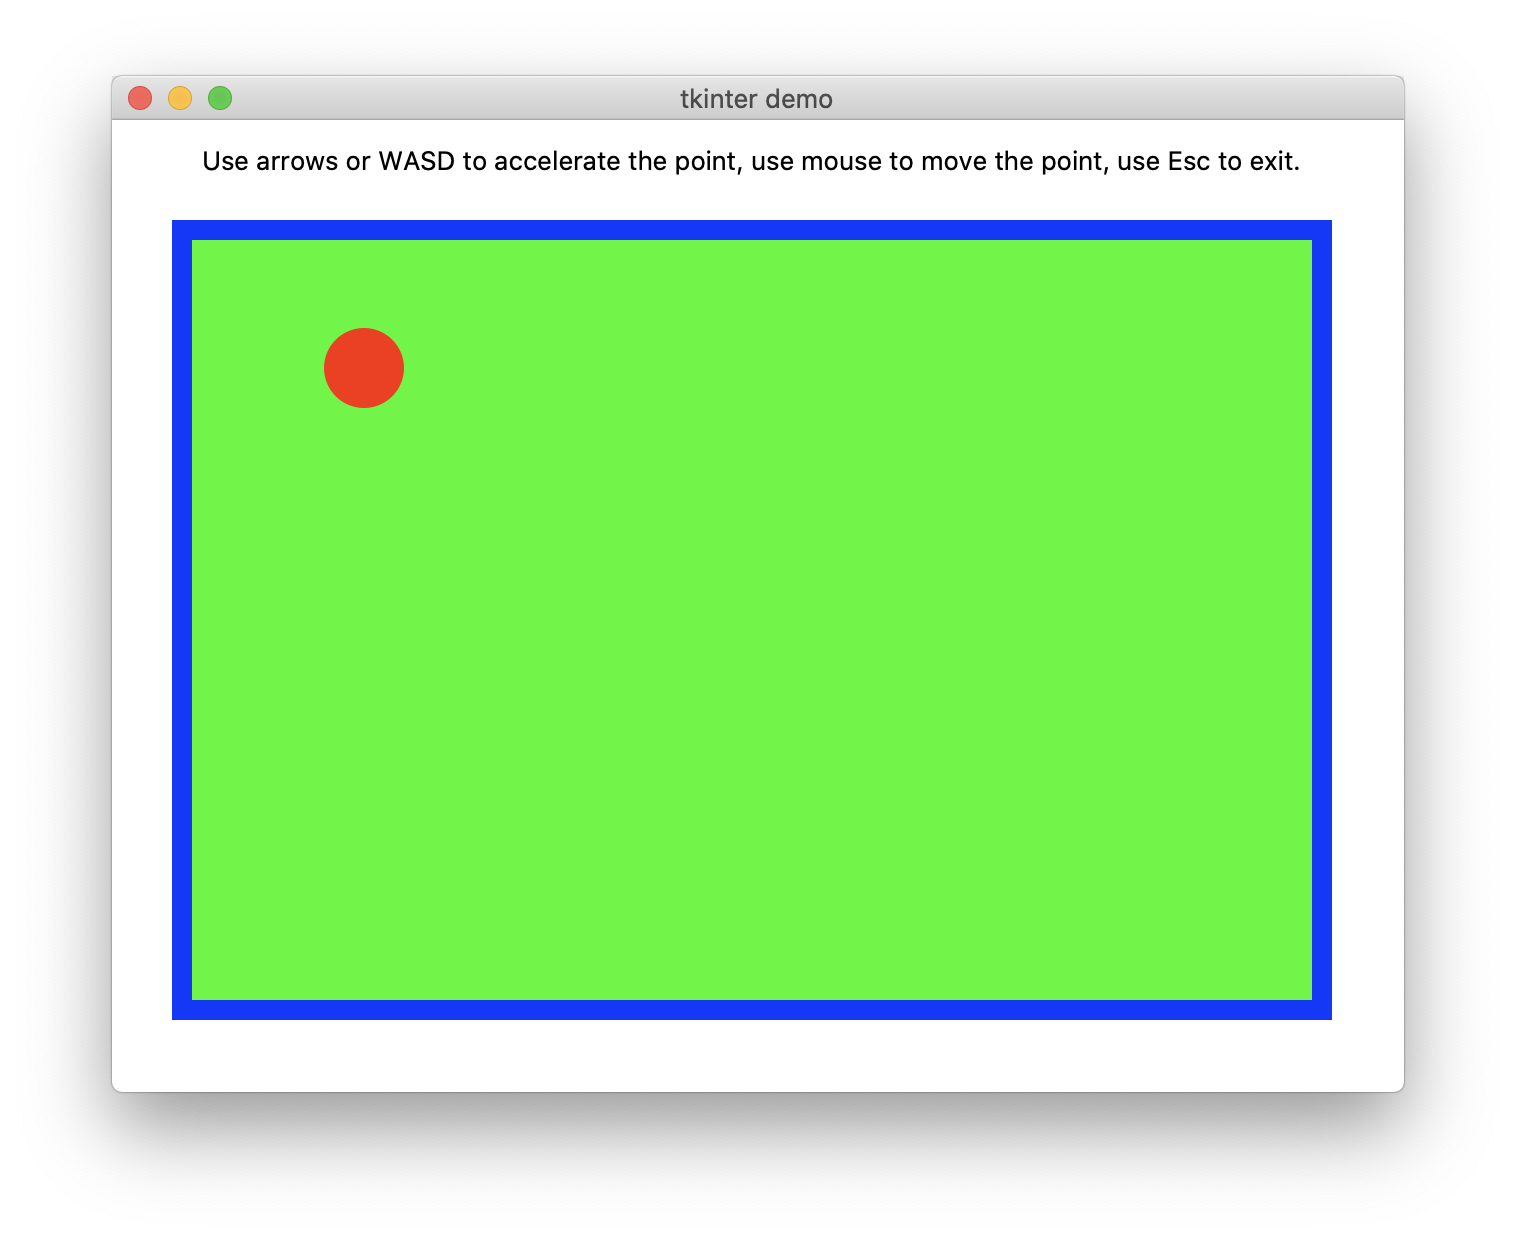 tkinter demo
Use arrows or WASD to accelerate the point, use mouse to move the point, use Esc to exit.